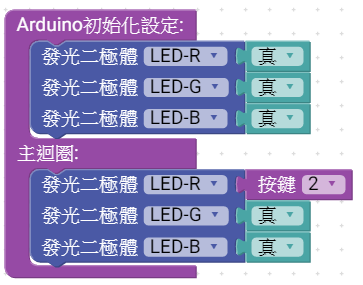 Arduino初始化設定:
發光二極體 LED-R 真
發光二極體 LED-G 真
發光二極體 LED-B 真
主迴圈:
發光二極體 LED-R 按鍵 2
發光二極體 LED-G 真
發光二極體 LED-B 真